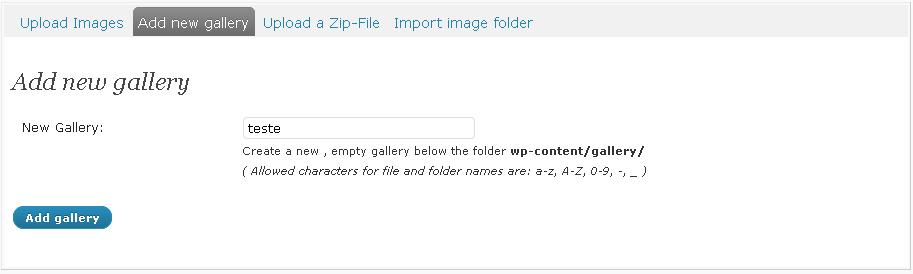 Upload Images Add new gallery Upload a Zip-File Import image folder
Add new gallery
New Gallery: teste
Create a new , empty gallery below the folder wp-content/gallery/
( Allowed characters for file and folder names are: a-z, A-Z, 0-9, -, _ )
Add gallery